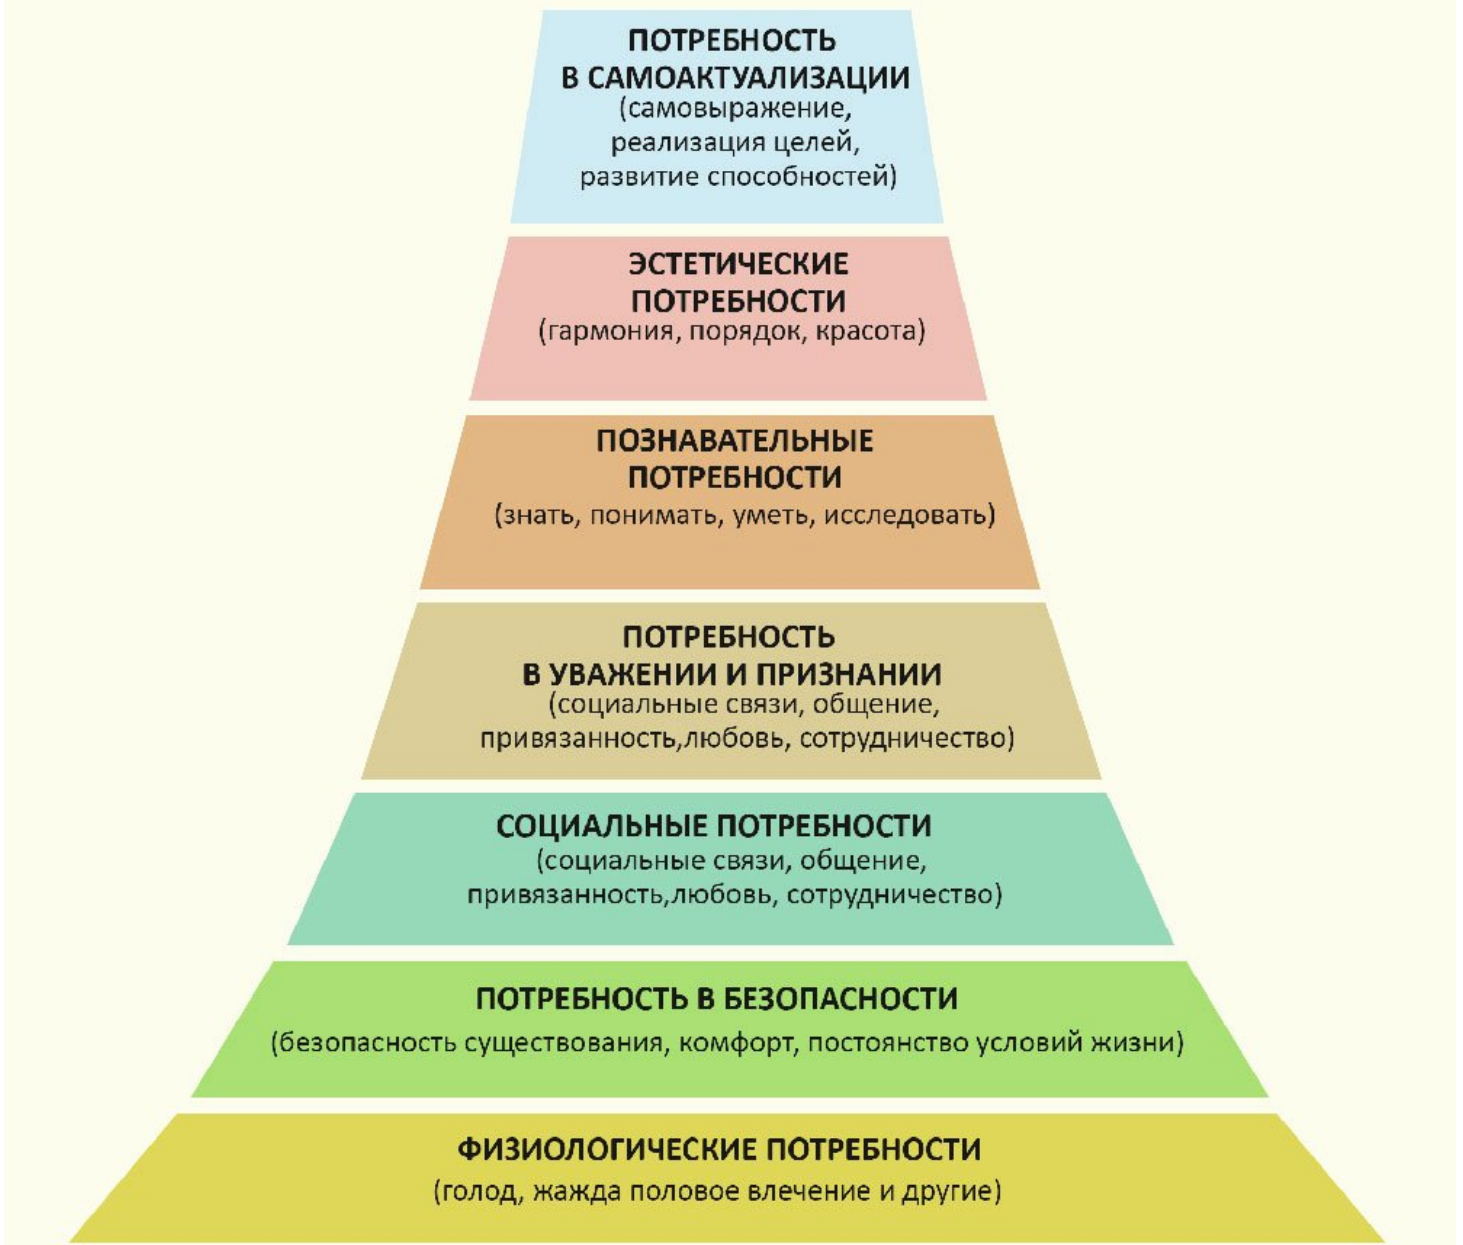 ПОТРЕБНОСТЬ
В САМОАКТУАЛИЗАЦИИ
(самовыражение,
реализация целей,
развитие способностей)
ЭСТЕТИЧЕСКИЕ
ПОТРЕБНОСТИ
(гармония, порядок, красота)
ПОЗНАВАТЕЛЬНЫЕ
ПОТРЕБНОСТИ
(знать, понимать, уметь, исследовать)
ПОТРЕБНОСТЬ
В УВАЖЕНИИ И ПРИЗНАНИИ
(социальные связи, общение,
привязанность,любовь, сотрудничество)
СОЦИАЛЬНЫЕ ПОТРЕБНОСТИ
(социальные связи, общение,
привязанность,любовь, сотрудничество)
ПОТРЕБНОСТЬ В БЕЗОПАСНОСТИ
(безопасность существования, комфорт, постоянство условий жизни)
ФИЗИОЛОГИЧЕСКИЕ ПОТРЕБНОСТИ
(голод, жажда половое влечение и другие)